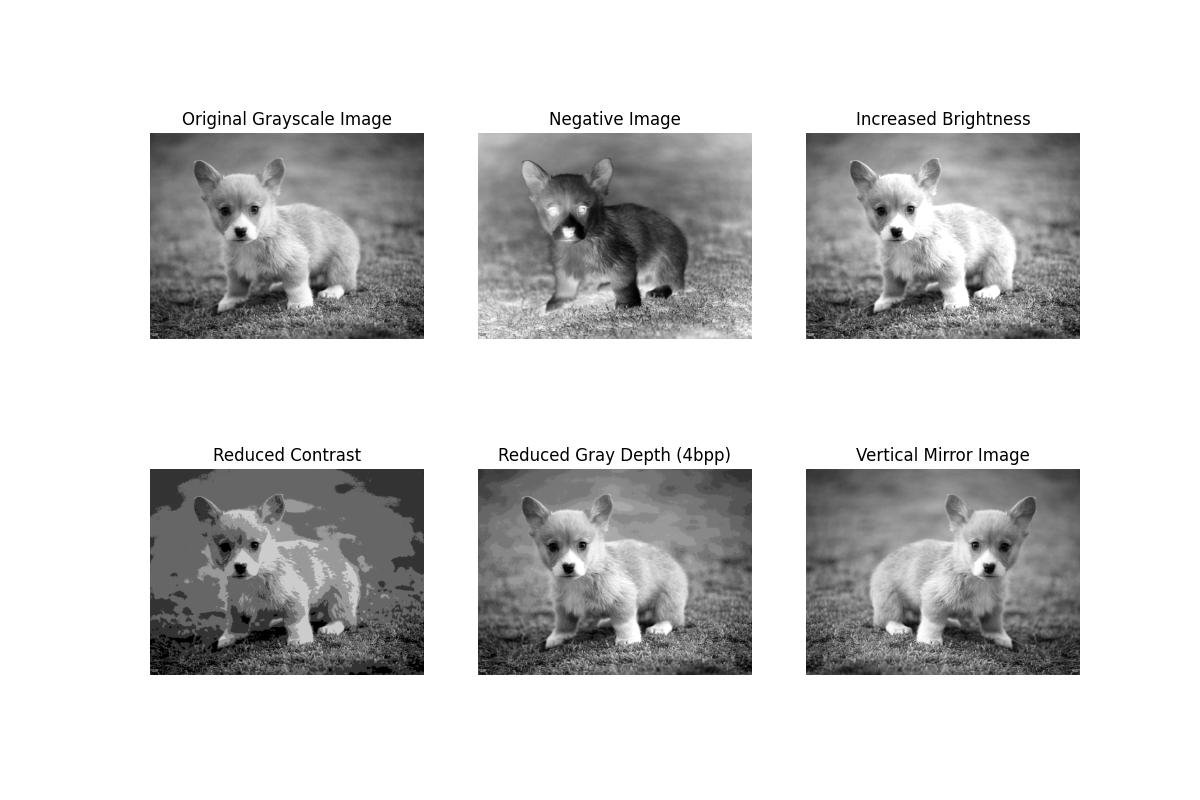 Original Grayscale Image
Negative Image
Increased Brightness
Reduced Contrast
Reduced Gray Depth (4bpp)
Vertical Mirror Image